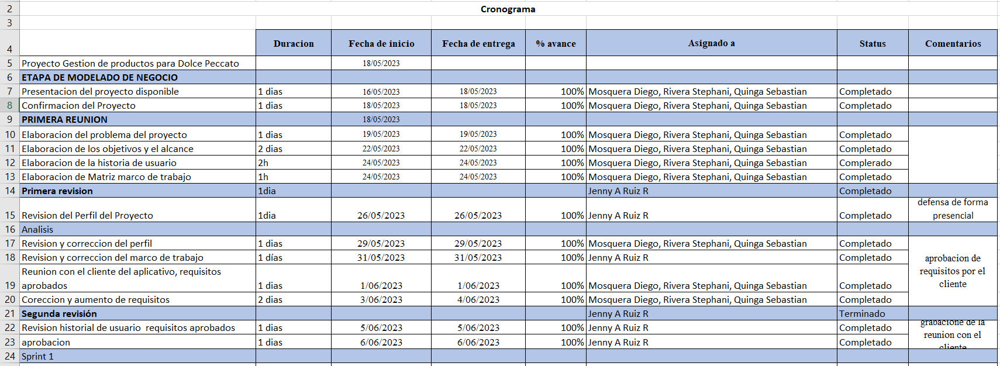 2 Cronograma
3
4 Duracion Fecha de inicio Fecha de entrega % avance Asignado a Status Comentarios
5 Proyecto Gestion de productos para Dolce Peccato 18/05/2023
6 ETAPA DE MODELADO DE NEGOCIO
7 Presentacion del proyecto disponible 1 dias 16/05/2023 18/05/2023 100% Mosquera Diego, Rivera Stephani, Quinga Sebastian Completado
8 Confirmacion del Proyecto 1 dias 18/05/2023 18/05/2023 100% Mosquera Diego, Rivera Stephani, Quinga Sebastian Completado
9 PRIMERA REUNION 18/05/2023
10 Elaboracion del problema del proyecto 1 dias 19/05/2023 19/05/2023 100% Mosquera Diego, Rivera Stephani, Quinga Sebastian Completado
11 Elaboracion de los objetivos y el alcance 2 dias 22/05/2023 22/05/2023 100% Mosquera Diego, Rivera Stephani, Quinga Sebastian Completado
12 Elaboracion de la historia de usuario 2h 24/05/2023 24/05/2023 100% Mosquera Diego, Rivera Stephani, Quinga Sebastian Complerado
13 Elaboracion de Matriz marco de trabajo 1h 24/05/2023 24/05/2023 100% Mosquera Diego, Rivera Stephani, Quinga Sebastian Completado
14 Primera revision 1dia Jenny A Ruiz R Completado
defensa de forma
15 Revision del Perfil del Proyecto 1dia 26/05/2023 26/05/2023 100% Jenny A Ruiz R Completado presencial
16 Analisis
17 Revision y correccion del perfil 1 dias 29/05/2023 29/05/2023 100% Mosquera Diego, Rivera Stephani, Quinga Sebastian Completado
18 Revision y correccion del marco de trabajo 1 días 31/05/2023 31/05/2023 100% Jenny A Ruiz R Completado
aprobacion de
Reunion con el cliente del aplicativo, requisitos
requisitos por el
19 aprobados 1 dias 1/06/2023 1/06/2023 100% Mosquera Diego, Rivera Stephani, Quinga Sebastian Completado
cliente
20 Coreccion y aumento de requisitos 2 dias 3/06/2023 4/06/2023 100% Mosquera Diego, Rivera Stephani, Quinga Sebastian Completado
21 Segunda revisión Jenny A Ruiz R Terminado
grabacione de la
22 Revision historial de usuario requisitos aprobados 1 dias 5/06/2023 5/06/2023 100% Jenny A Ruiz R Completado
reunion con el
23 aprobacion 1 dias 6/06/2023 6/06/2023 100% Jenny A Ruiz R Completado
cliente
24 Sprint 1